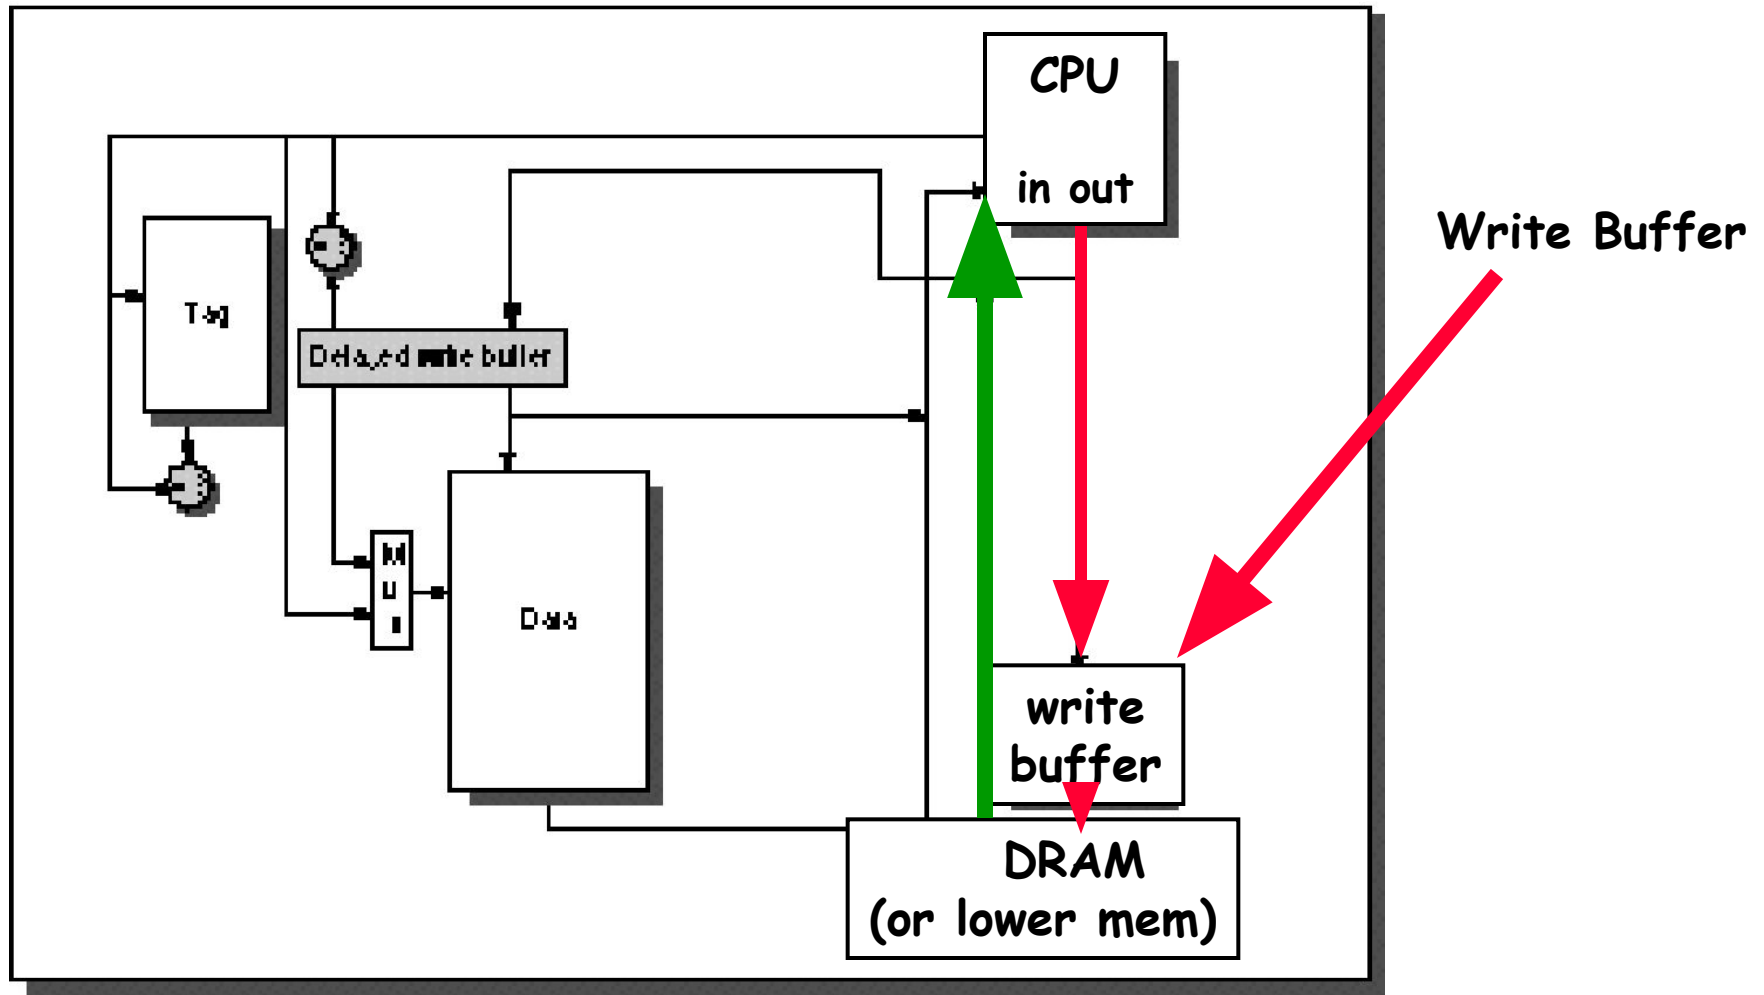 CPU
in out
Write Buffer
Tag
Delayed write buffer
M
u
Data
write
buffer
DRAM
(or lower mem)